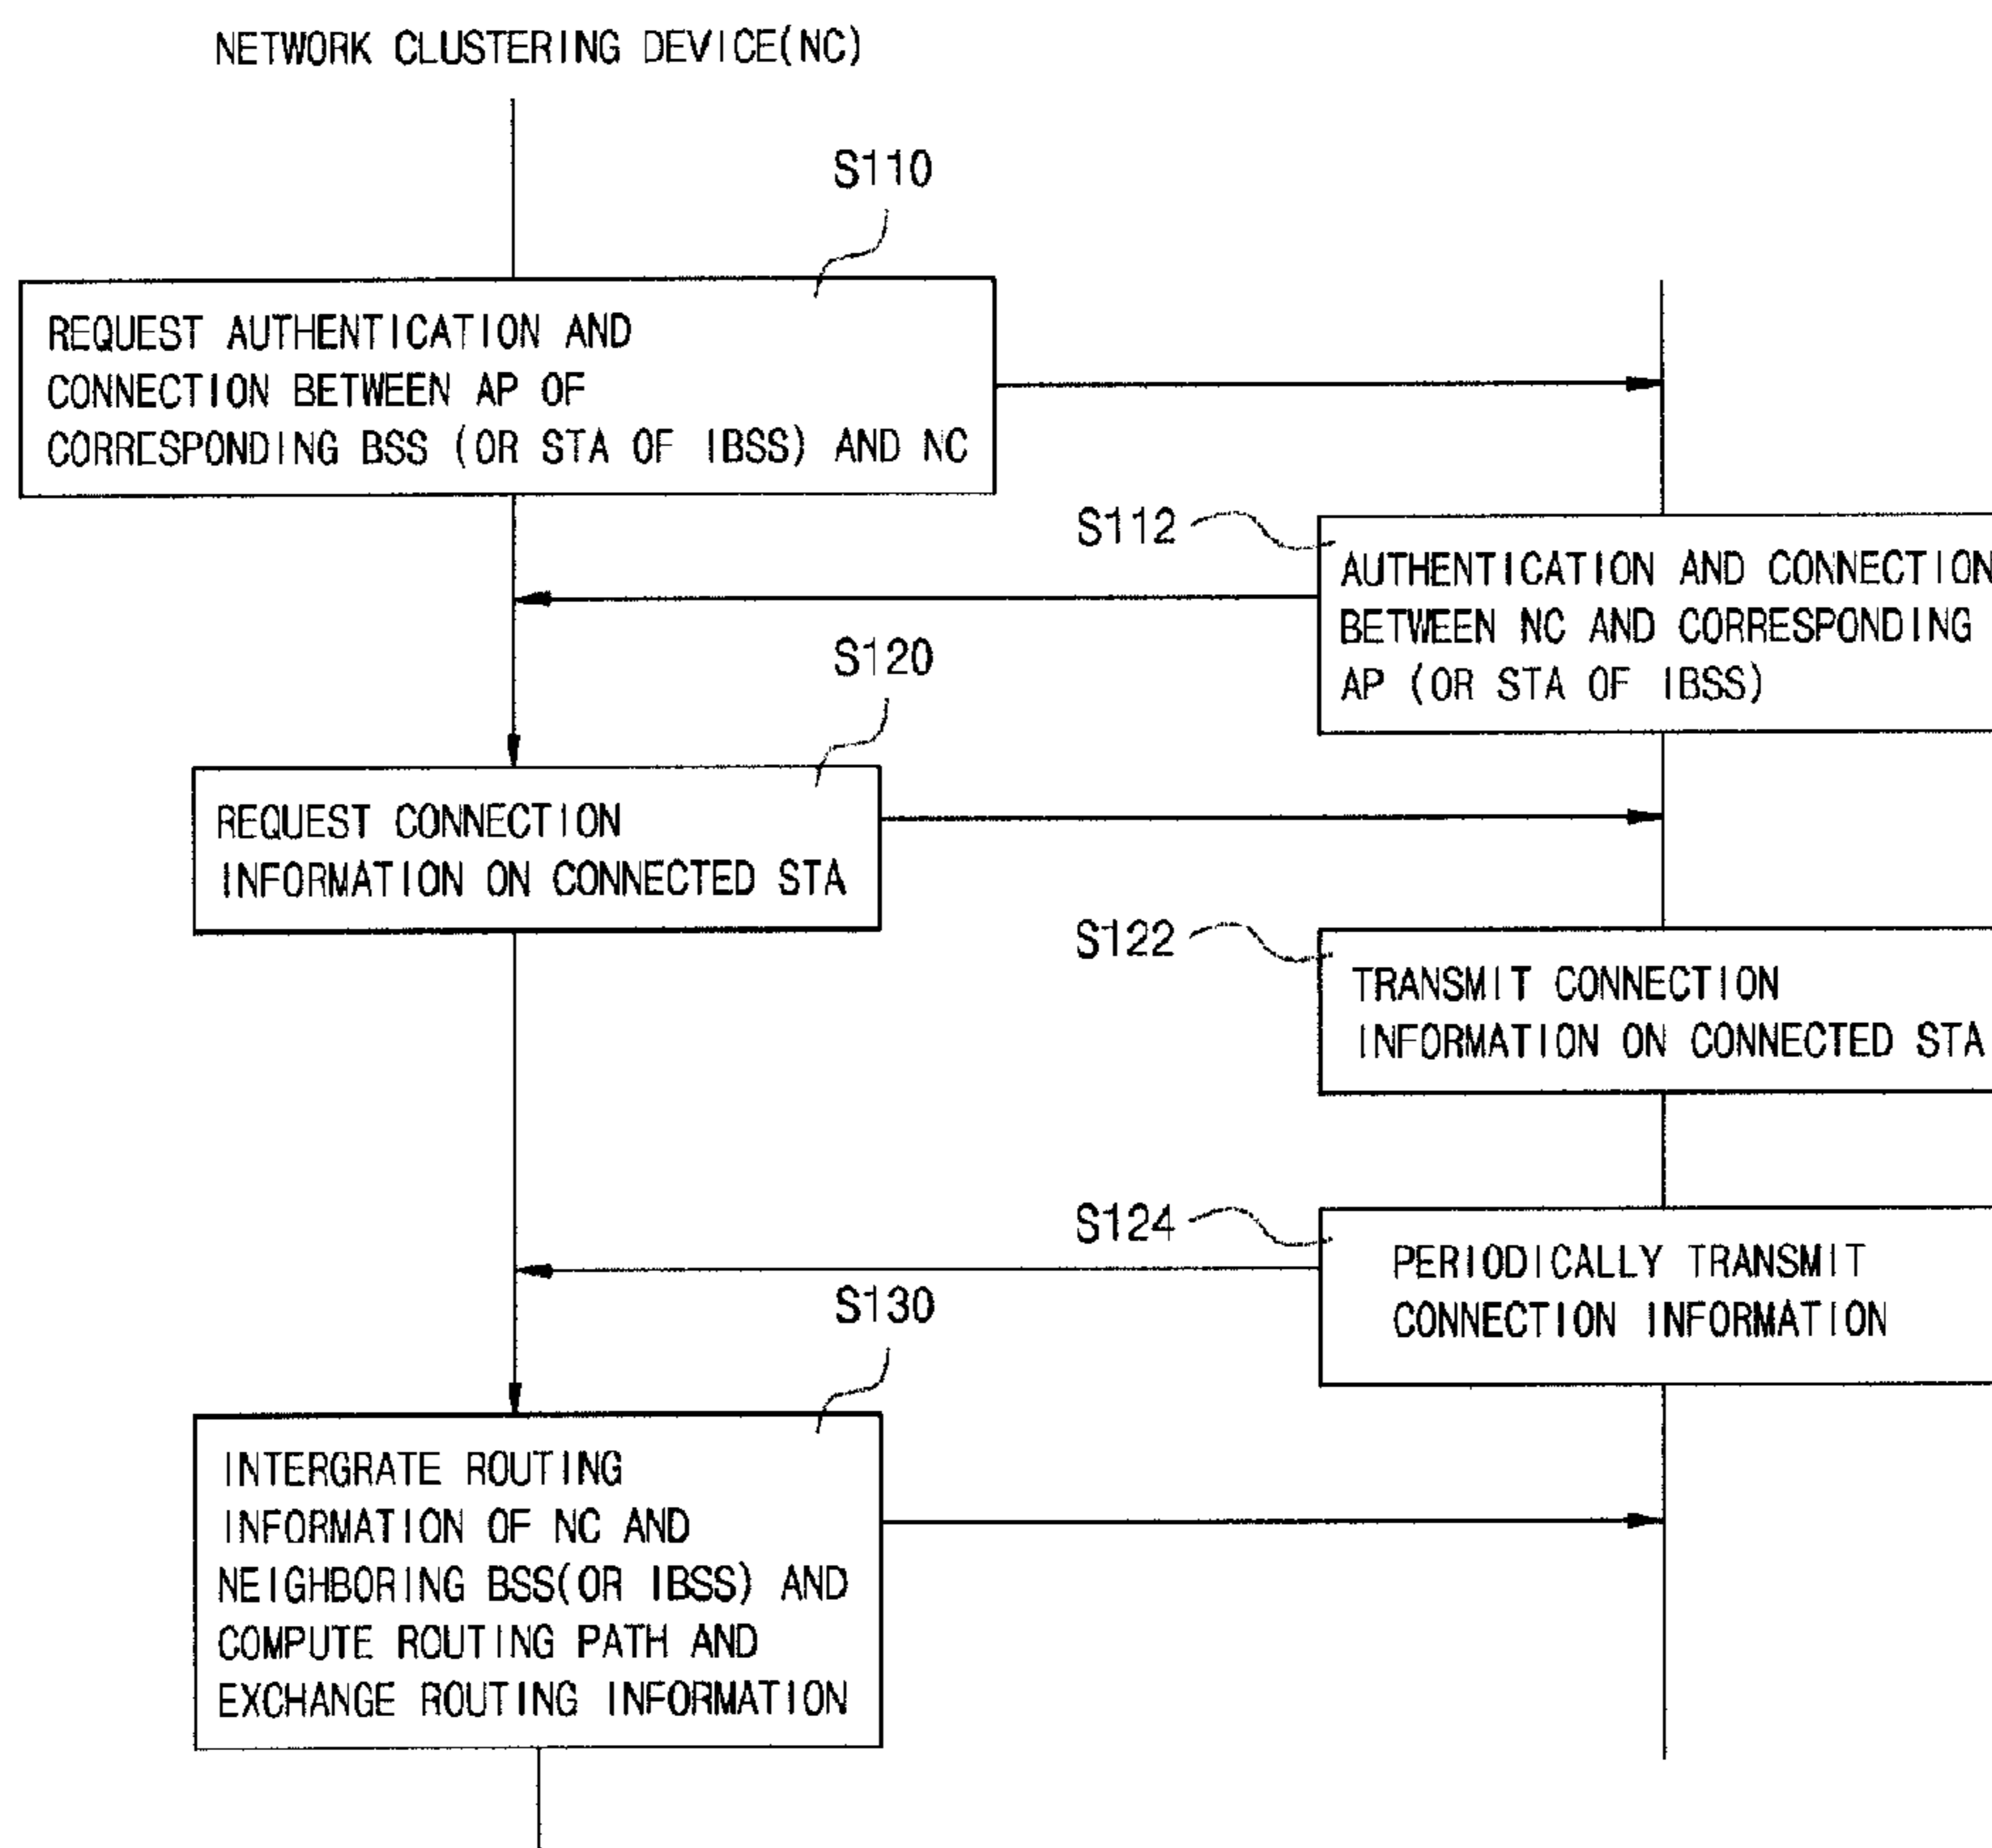 NETWORK CLUSTERING DEVICE(NC)
S110
REQUEST AUTHENTICATION AND
CONNECTION BETWEEN AP OF
CORRESPONDING BSS (OR STA OF IBSS) AND NC
S112
AUTHENTICATION AND CONNECTION
BETWEEN NC AND CORRESPONDING
AP (OR STA OF IBSS)
S120
REQUEST CONNECTION
INFORMATION ON CONNECTED STA
S122
TRANSMIT CONNECTION
INFORMATION ON CONNECTED STA
S124
PERIODICALLY TRANSMIT
CONNECTION INFORMATION
S130
INTERGRATE ROUTING
INFORMATION OF NC AND
NEIGHBORING BSS(OR IBSS) AND
COMPUTE ROUTING PATH AND
EXCHANGE ROUTING INFORMATION